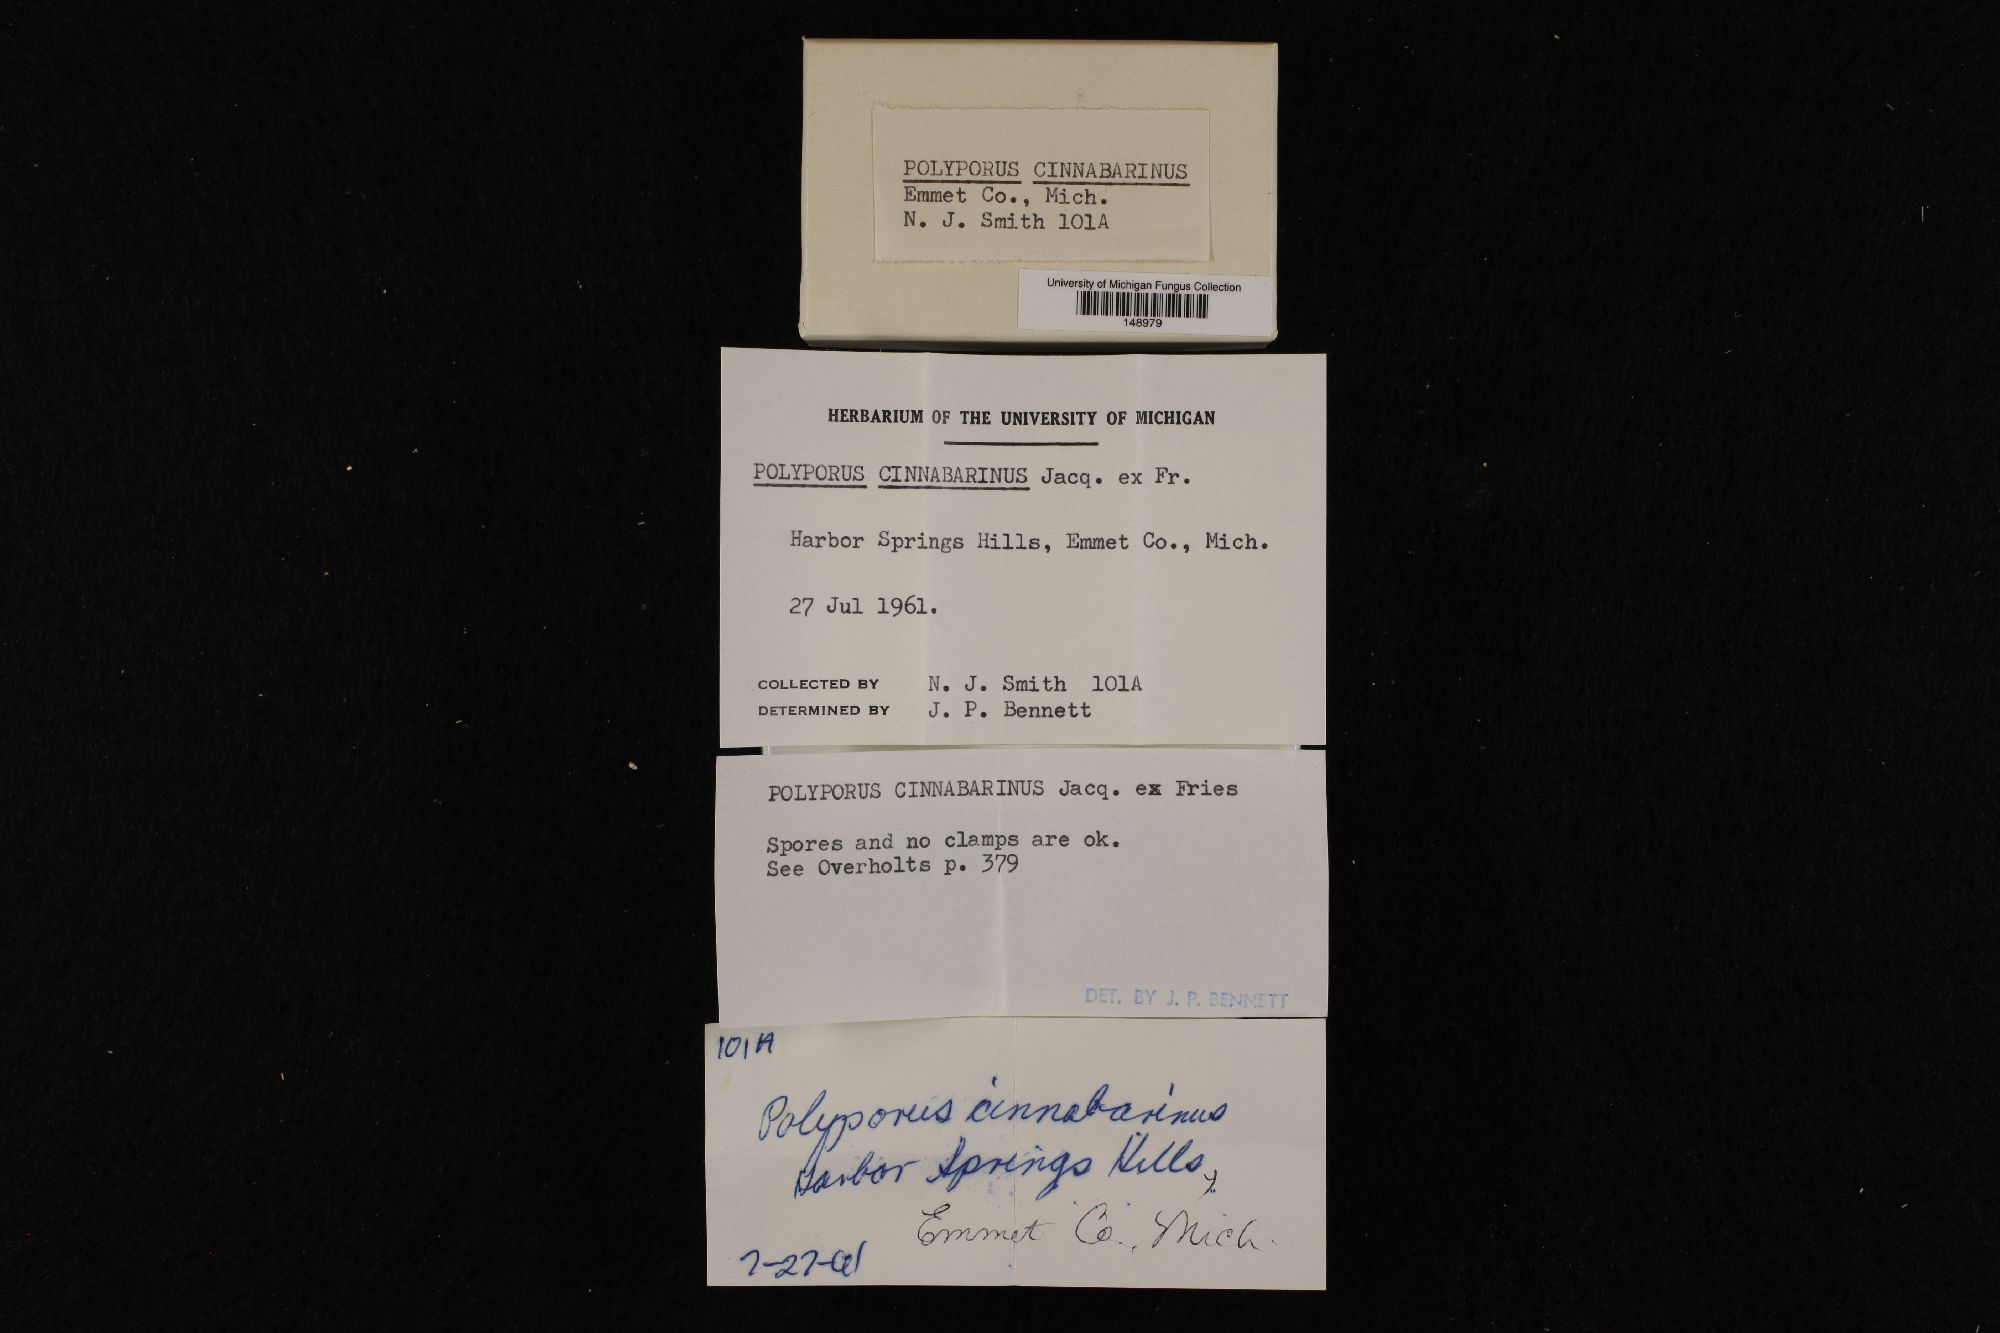 POLYPORUS CINNABARINUS
Emmet Co., Mich.
N. J. Smith 101A
University of Michigan Fungus Collection
148979
HERBARIUM OF THE UNIVERSITY OF MICHIGAN
POLYPORUS CINNABARINUS Jacq. ex Fr.
Harbor Springs Hills, Emmet Co., Mich.
27 Jul 1961.
COLLECTED BY N. J. Smith 101A
DETERMINED BY J. P. Bennett
POLYPORUS CINNABARINUS Jacq. ex Fries
Spores and no clamps are ok.
See Overholts p. 379
DET. BY J. P. BENNETT
101A
Polyporus cinnabarinus
Harbor Springs Hills,
Emmet Co., Mich.
7-27-61